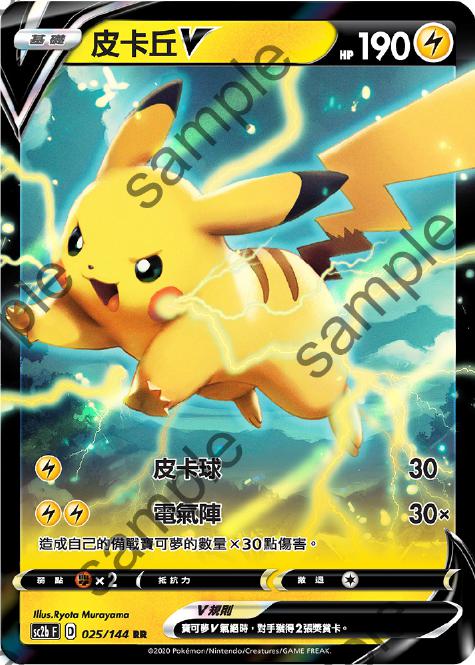 基礎 皮卡丘V HP 190
sample
sample
sample
ple
sample
皮卡球 30
電氣陣 30×
造成自己的備戰寶可夢的數量×30點傷害。
弱點 ×2 抵抗力 撤退
Illus.Ryota Murayama
V規則
sc2b F D 025/144 RR
寶可夢V氣絕時，對手獲得2張獎賞卡。
©2020 Pokémon/Nintendo/Creatures/GAME FREAK.